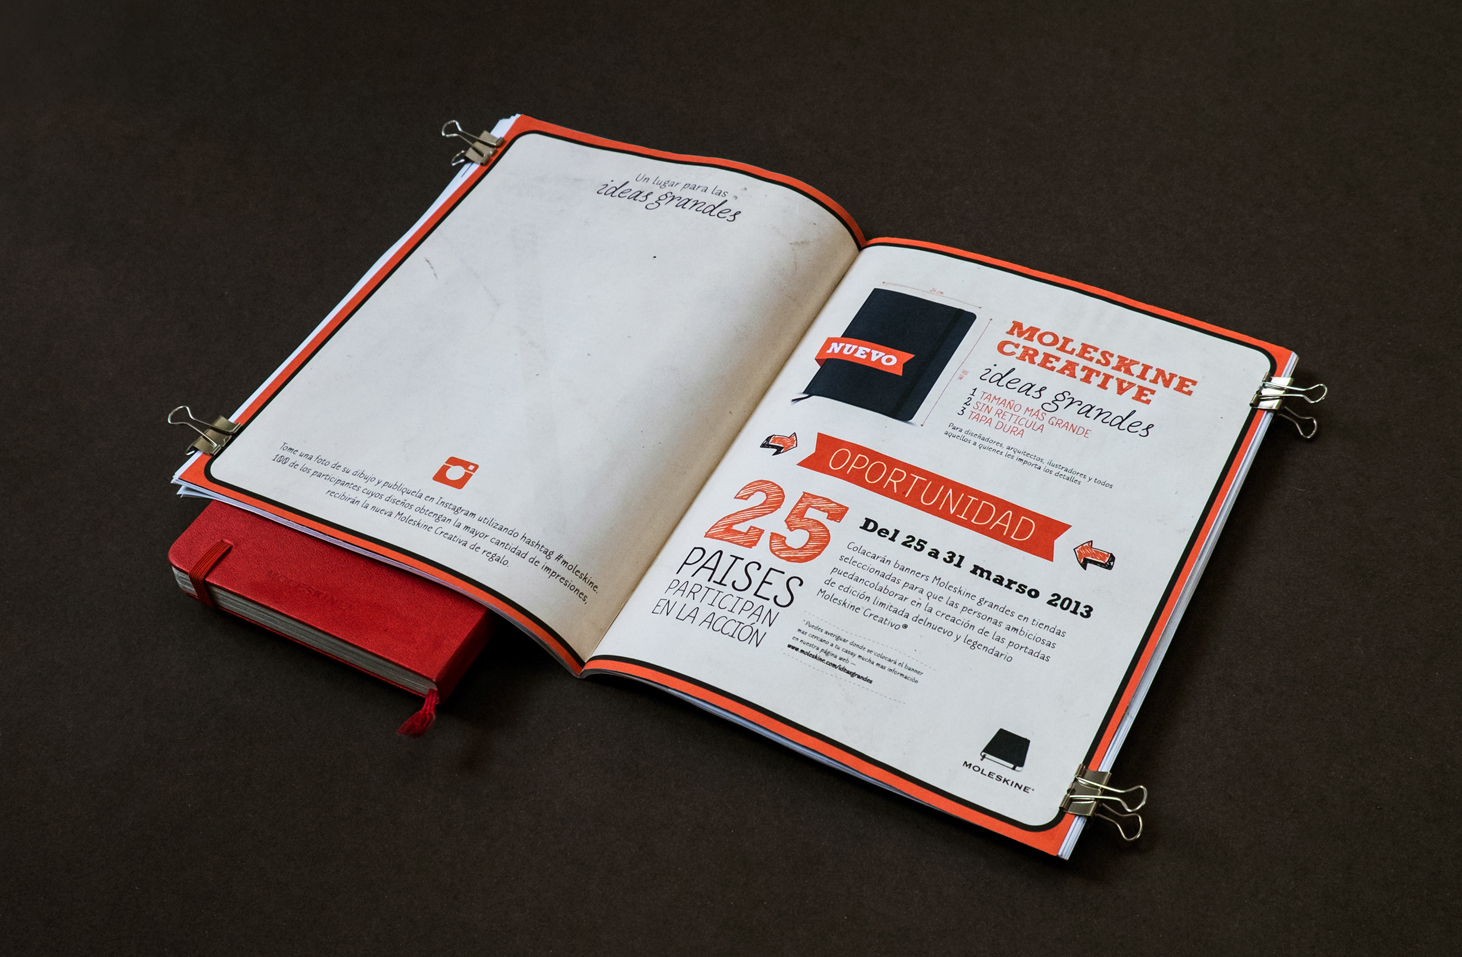 Un lugar para las
ideas grandes
Tome una foto de su dibujo y publiquela en Instagram utilizando hashtag #moleskine.
100 de los participantes cuyos diseños obtengan la mayor cantidad de impresiones,
recibirán la nueva Moleskine Creativa de regalo.
NUEVO
MOLESKINE
CREATIVE
ideas grandes
1 TAMAÑO MÁS GRANDE
2 SIN RETÍCULA
3 TAPA DURA
Para diseñadores, arquitectos, ilustradores y todos
aquellos a quienes les importa los detalles
OPORTUNIDAD
25
PAISES
PARTICIPAN
EN LA ACCIÓN
Del 25 a 31 marso 2013
Colacarán banners Moleskine grandes en tiendas
seleccionadas para que las personas ambiciosas
puedancolaborar en la creación de las portadas
de edición limitada delnuevo y legendario
Moleskine Creativo®
* Puedes averiguar donde se colocará el banner
mas cercano a tu casay mucha mas información
en nuestra página web —
www.moleskine.com/ideasgrandes
MOLESKINE®